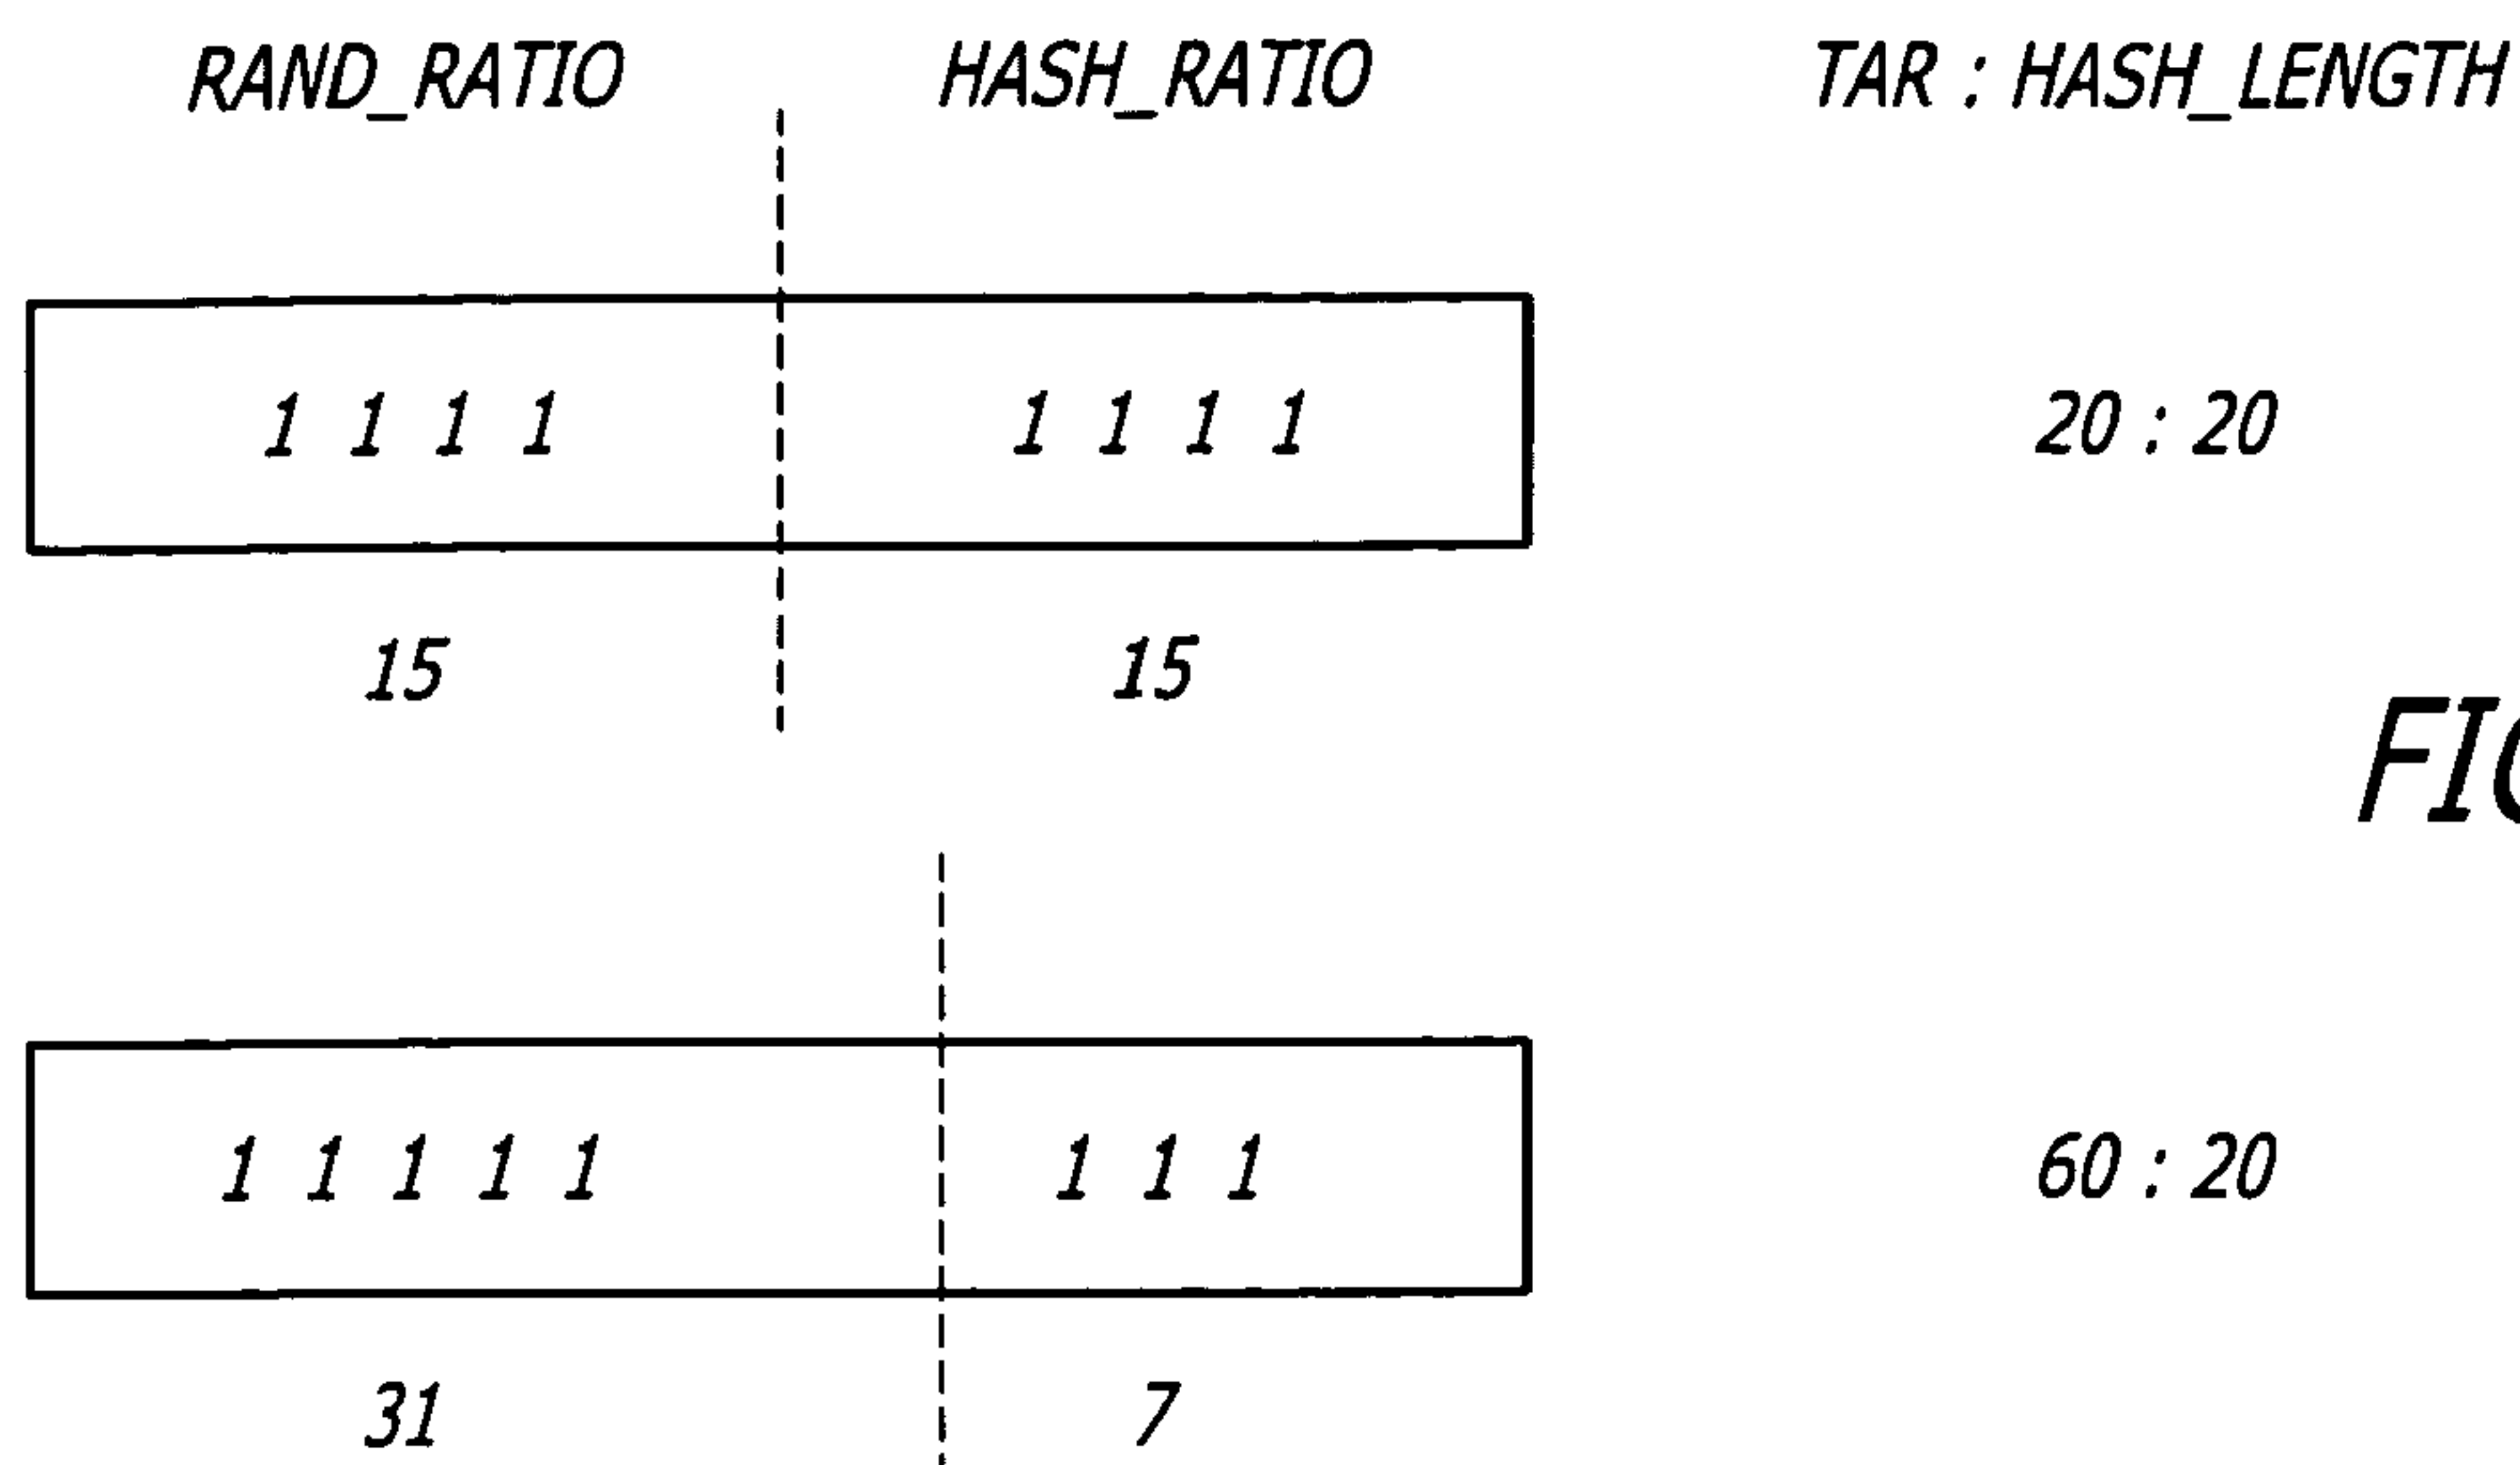 RAND_RATIO HASH_RATIO TAR : HASH_LENGTH
1 1 1 1 1 1 1 1 20 : 20
15 15
1 1 1 1 1 1 1 1 60 : 20
31 7